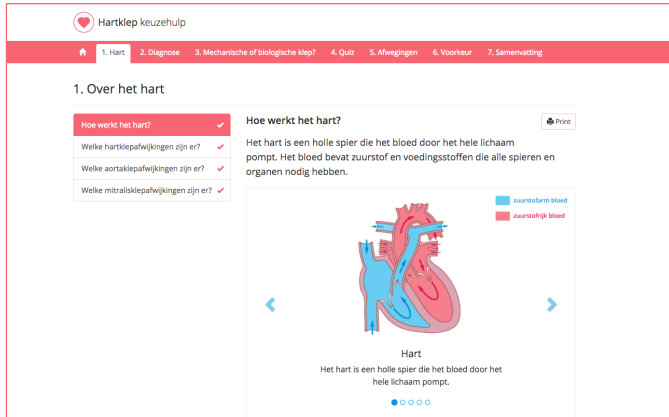 Hartklep keuzehulp
1. Hart
2. Diagnose
3. Mechanische of biologische klep?
4. Quiz
5. Afwegingen
6. Voorkeur
7. Samenvatting
1. Over het hart
Hoe werkt het hart?
Welke hartklepafwijkingen zijn er?
Welke aortaklepafwijkingen zijn er?
Welke mitralisklepafwijkingen zijn er?
Hoe werkt het hart?
Print
Het hart is een holle spier die het bloed door het hele lichaam
pompt. Het bloed bevat zuurstof en voedingsstoffen die alle spieren en
organen nodig hebben.
zuurstofarm bloed
zuurstofrijk bloed
Hart
Het hart is een holle spier die het bloed door het
hele lichaam pompt.